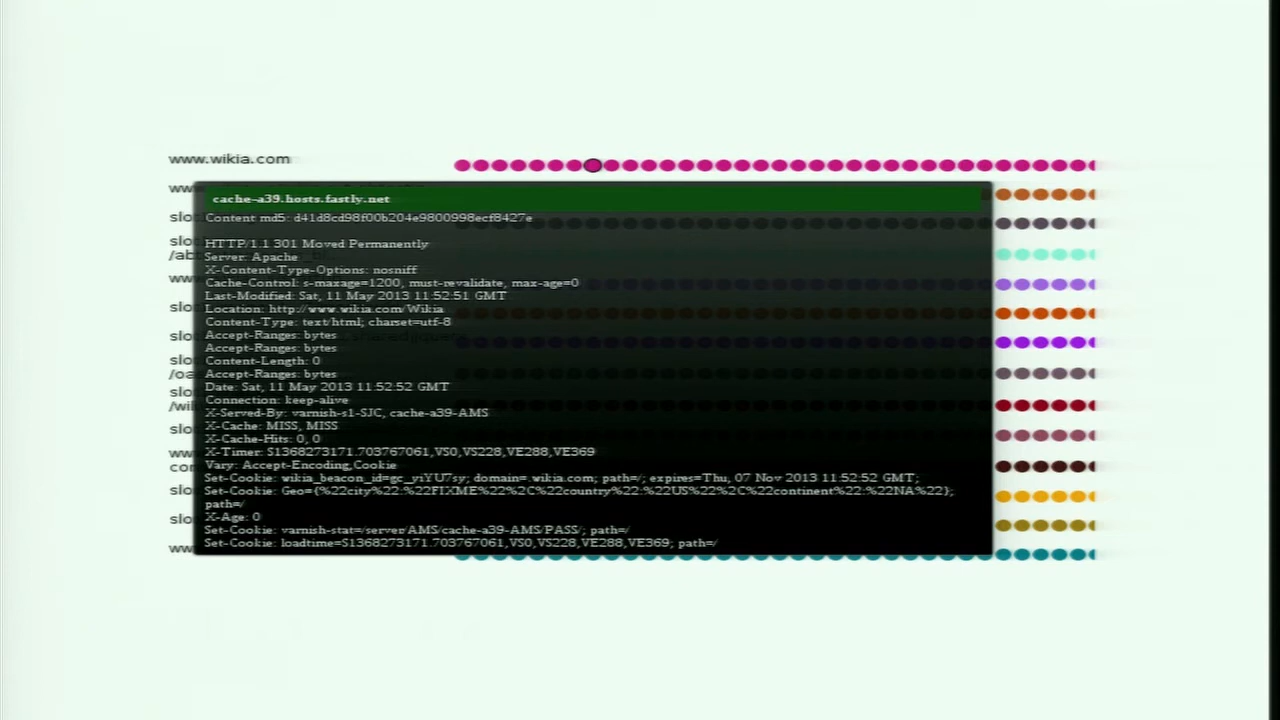 www.wikia.com
cache-a39.hosts.fastly.net
Content md5: d41d8cd98f00b204e9800998ecf8427e
HTTP/1.1 301 Moved Permanently
Server: Apache
X-Content-Type-Options: nosniff
Cache-Control: s-maxage=1200, must-revalidate, max-age=0
Last-Modified: Sat, 11 May 2013 11:52:51 GMT
Location: http://www.wikia.com/Wikia
Content-Type: text/html; charset=utf-8
Accept-Ranges: bytes
Accept-Ranges: bytes
Content-Length: 0
Accept-Ranges: bytes
Date: Sat, 11 May 2013 11:52:52 GMT
Connection: keep-alive
X-Served-By: varnish-s1-SJC, cache-a39-AMS
X-Cache: MISS, MISS
X-Cache-Hits: 0, 0
X-Timer: S1368273171.703767061,VS0,VS228,VE288,VE369
Vary: Accept-Encoding,Cookie
Set-Cookie: wikia_beacon_id=gc_yiYU7sy; domain=.wikia.com; path=/; expires=Thu, 07 Nov 2013 11:52:52 GMT;
Set-Cookie: Geo={%22city%22:%22FIXME%22%2C%22country%22:%22US%22%2C%22continent%22:%22NA%22};
path=/
X-Age: 0
Set-Cookie: varnish-stat=/server/AMS/cache-a39-AMS/PASS/; path=/
Set-Cookie: loadtime=S1368273171.703767061,VS0,VS228,VE288,VE369; path=/